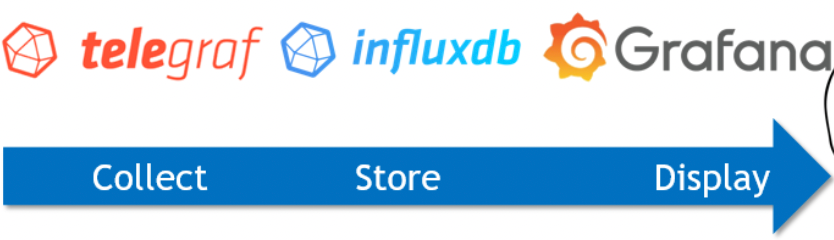 telegraf influxdb Grafana
Collect Store Display